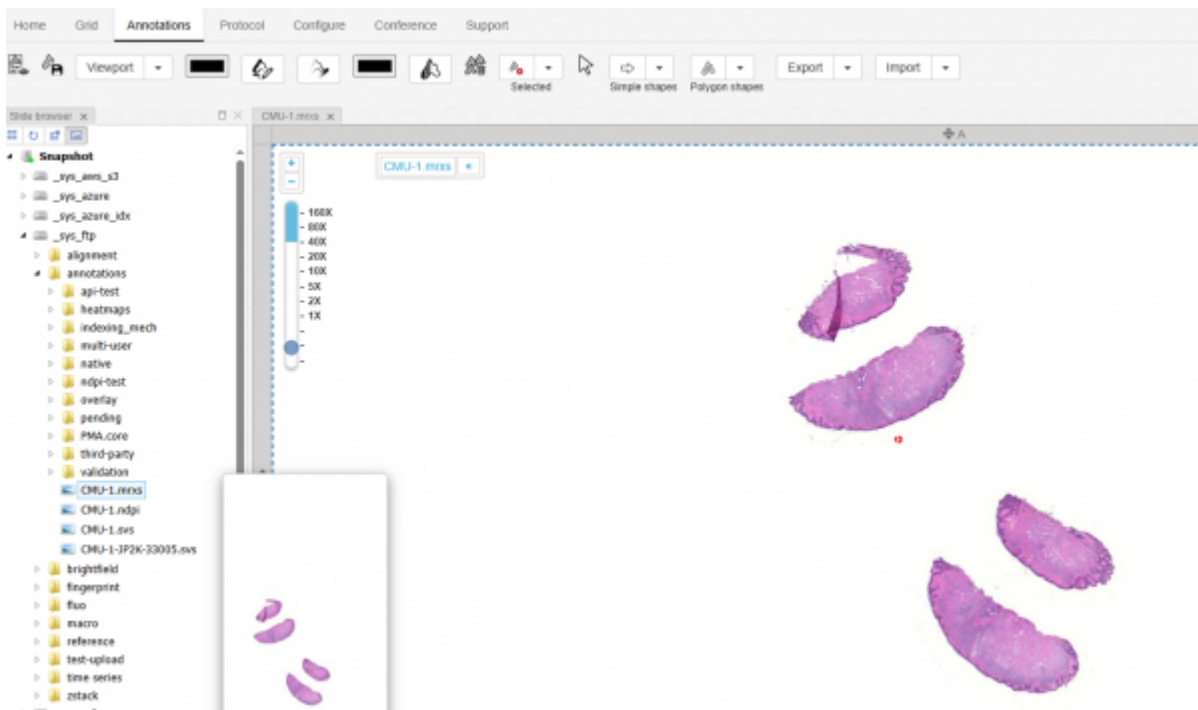 Home Grid Annotations Protocol Configure Conference Support
Viewport Export Import
Selected Simple shapes Polygon shapes
Slide browser CMU-1.mrxs
A
Snapshot
CMU-1.mrxs «
_sys_aws_s3
_sys_azure
_sys_azure_idx
_sys_ftp
alignment
annotations
api-test
heatmaps
indexing_mech
multi-user
native
ndpi-test
overlay
pending
PMA.core
third-party
validation
CMU-1.mrxs
CMU-1.ndpi
CMU-1.svs
CMU-1-JP2K-33005.svs
brightfield
fingerprint
fluo
macro
reference
test-upload
time series
zstack
+
-
160X
80X
40X
20X
10X
5X
2X
1X